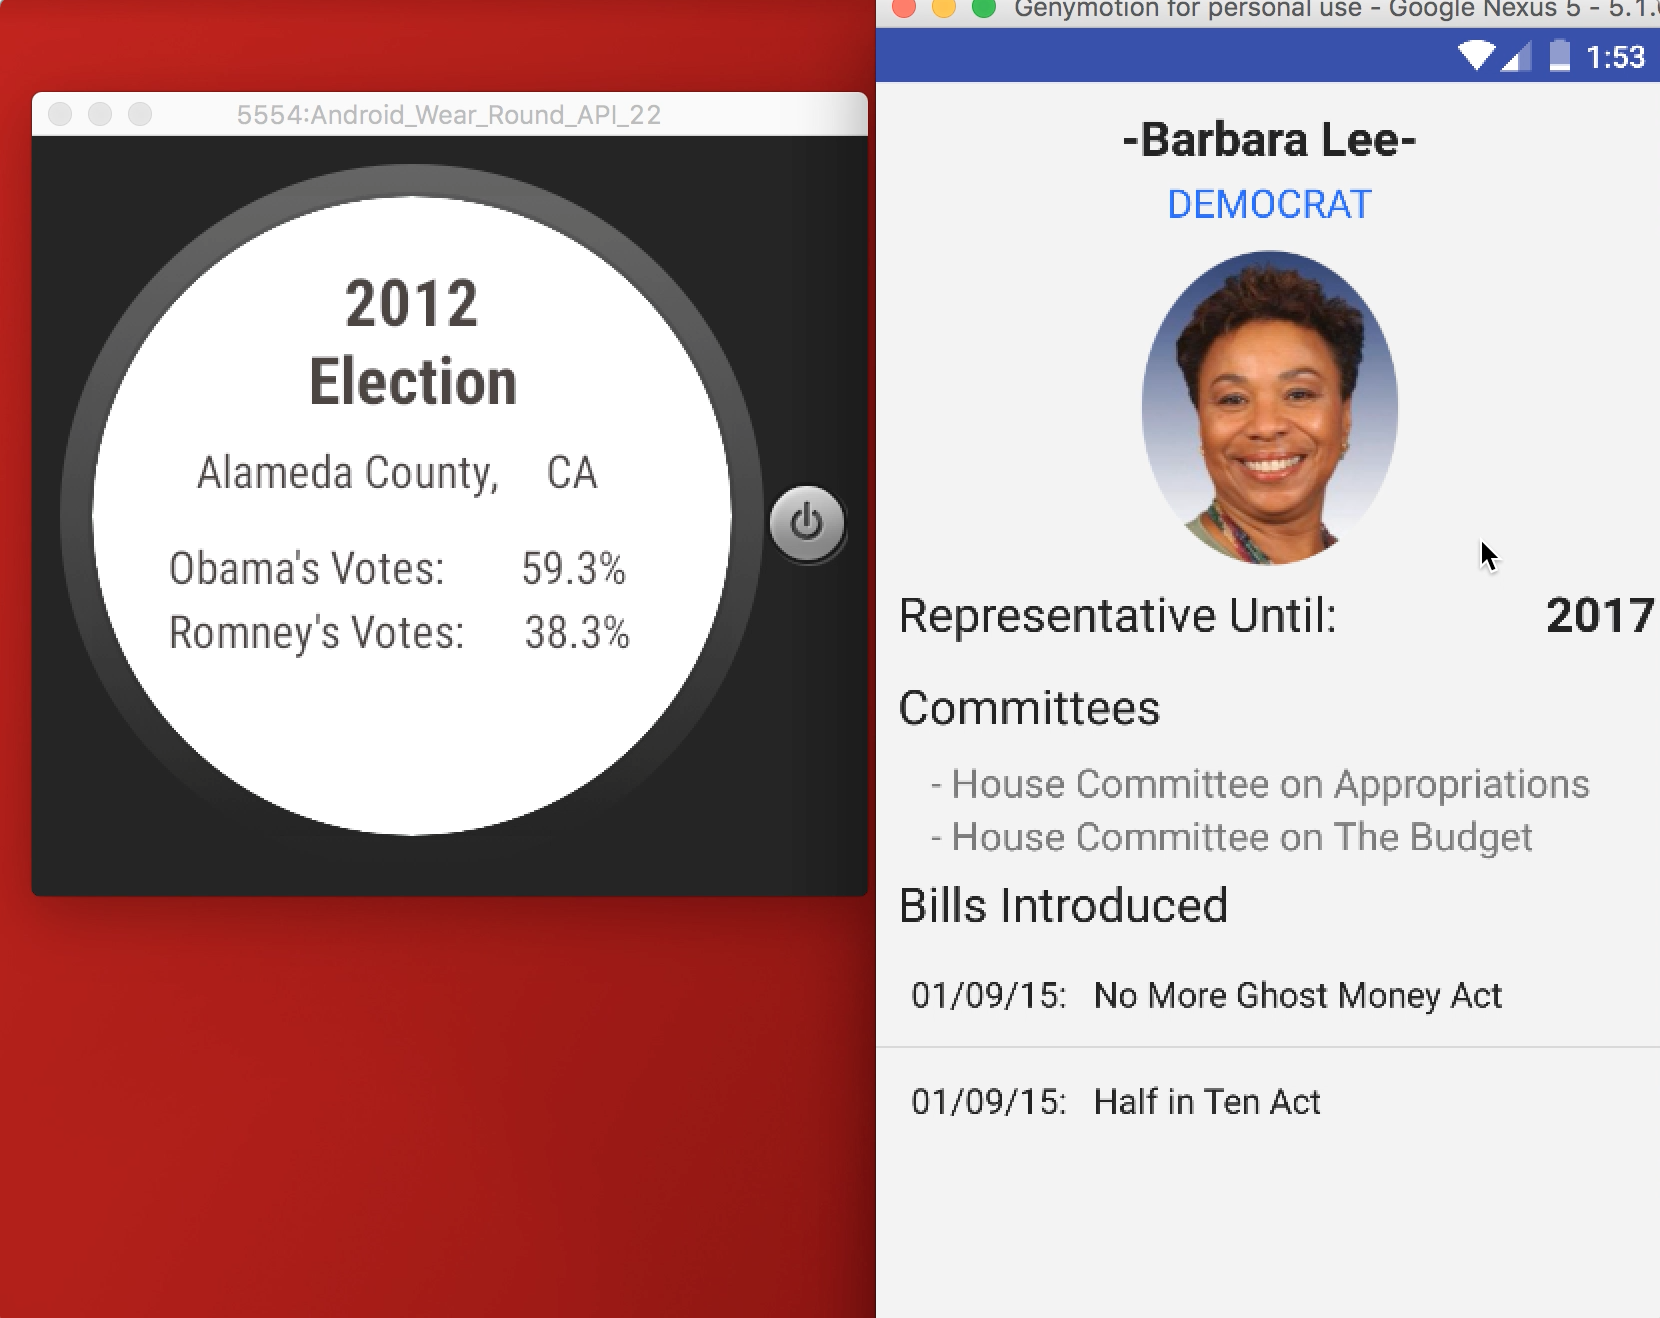 5554:Android_Wear_Round_API_22
2012
Election
Alameda County, CA
Obama's Votes: 59.3%
Romney's Votes: 38.3%
Genymotion for personal use - Google Nexus 5 - 5.1.
1:53
-Barbara Lee-
DEMOCRAT
Representative Until: 2017
Committees
- House Committee on Appropriations
- House Committee on The Budget
Bills Introduced
01/09/15: No More Ghost Money Act
01/09/15: Half in Ten Act